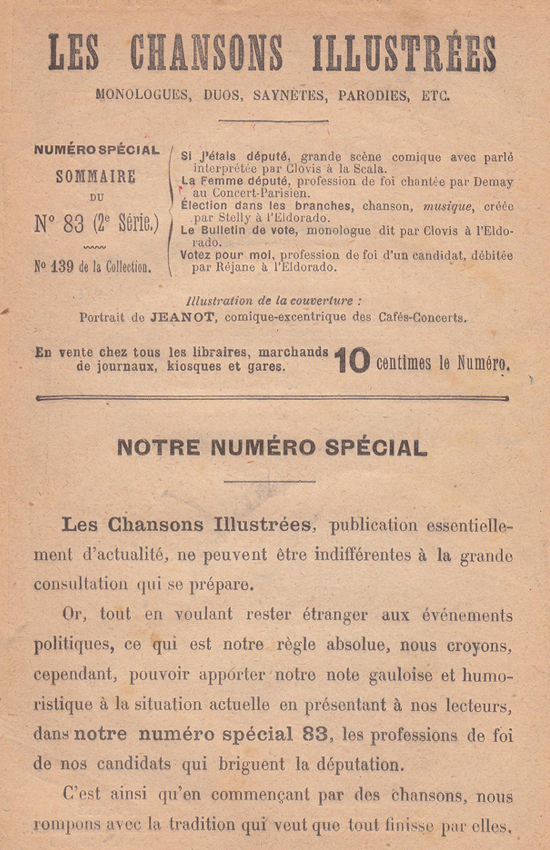 LES CHANSONS ILLUSTRÉES
MONOLOGUES, DUOS, SAYNÈTES, PARODIES, ETC.
NUMÉRO SPÉCIAL
SOMMAIRE
DU
N° 83 (2e Série.)
N° 139 de la Collection.
Si j'étais député, grande scène comique avec parlé
interprétée par Clovis à la Scala.
La Femme député, profession de foi chantée par Demay
au Concert-Parisien.
Élection dans les branches, chanson, musique, créée
par Stelly à l'Eldorado.
Le Bulletin de vote, monologue dit par Clovis à l'Eldo-
rado.
Votez pour moi, profession de foi d'un candidat, débitée
par Réjane à l'Eldorado.
Illustration de la couverture :
Portrait de JEANOT, comique-excentrique des Cafés-Concerts.
En vente chez tous les libraires, marchands
de journaux, kiosques et gares.
10 centimes le Numéro.
NOTRE NUMÉRO SPÉCIAL
Les Chansons Illustrées, publication essentielle-
ment d'actualité, ne peuvent être indifférentes à la grande
consultation qui se prépare.
Or, tout en voulant rester étranger aux événements
politiques, ce qui est notre règle absolue, nous croyons,
cependant, pouvoir apporter notre note gauloise et humo-
ristique à la situation actuelle en présentant à nos lecteurs,
dans notre numéro spécial 83, les professions de foi
de nos candidats qui briguent la députation.
C'est ainsi qu'en commençant par des chansons, nous
rompons avec la tradition qui veut que tout finisse par elles.